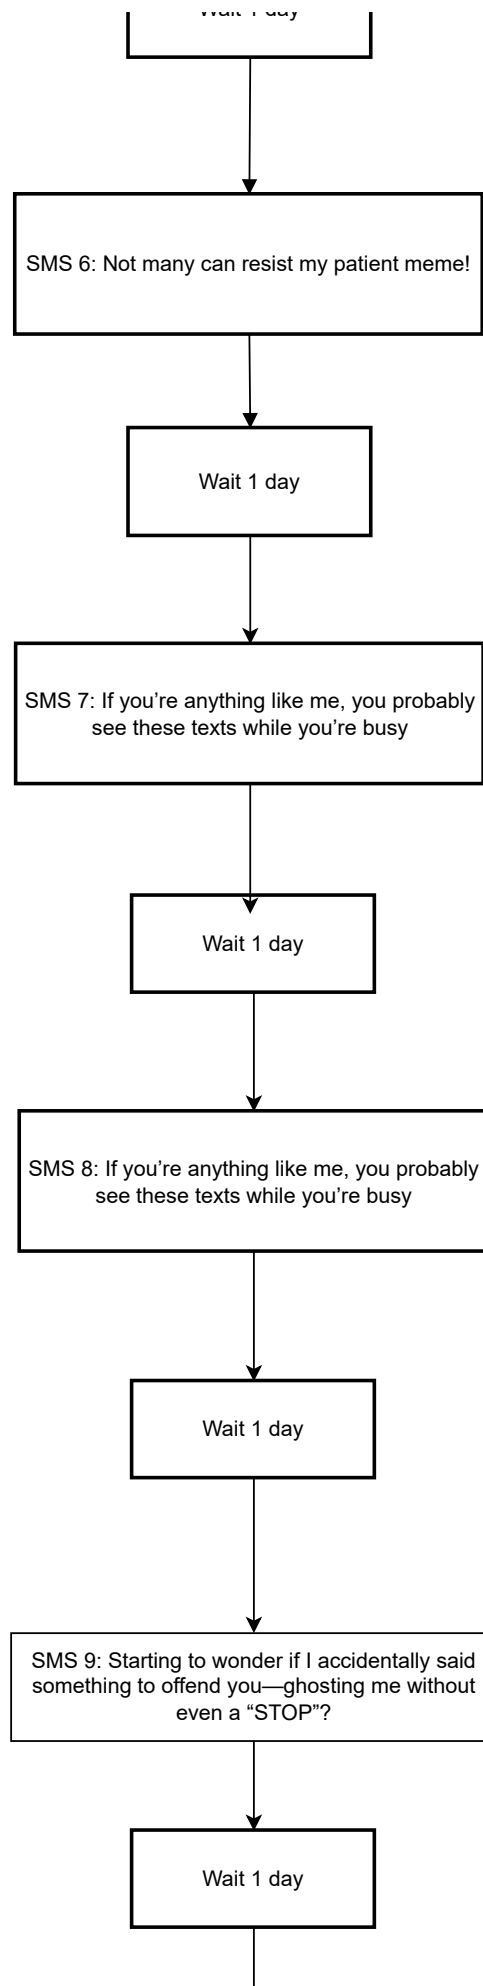 Wait 1 day
SMS 6: Not many can resist my patient meme!
Wait 1 day
SMS 7: If you’re anything like me, you probably
see these texts while you’re busy
Wait 1 day
SMS 8: If you’re anything like me, you probably
see these texts while you’re busy
Wait 1 day
SMS 9: Starting to wonder if I accidentally said
something to offend you—ghosting me without
even a “STOP”?
Wait 1 day